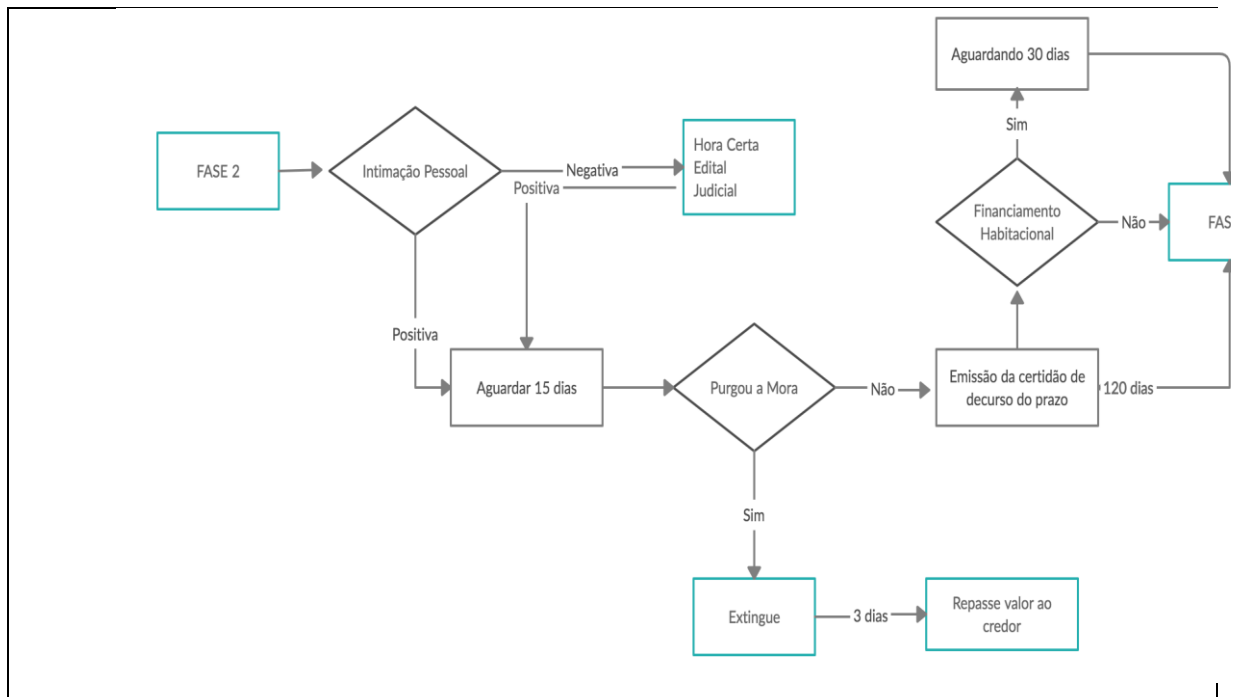 Aguardando 30 dias
Sim
FASE 2
Intimação Pessoal
Negativa
Positiva
Hora Certa
Edital
Judicial
Financiamento
Habitacional
Não
FAS
Positiva
Aguardar 15 dias
Purgou a Mora
Não
Emissão da certidão de
decurso do prazo
120 dias
Sim
Extingue
3 dias
Repasse valor ao
credor